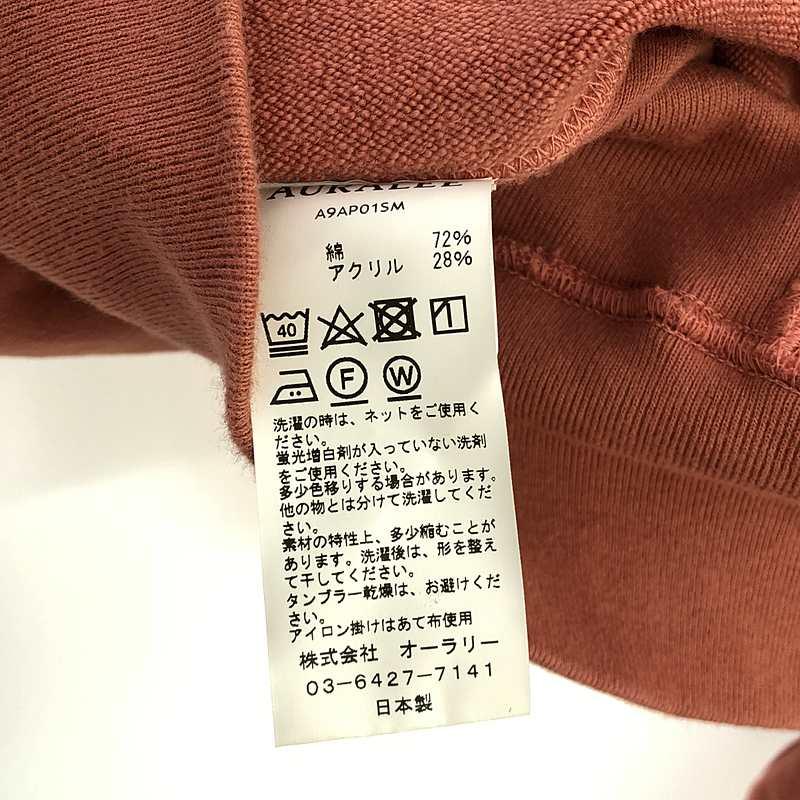 AURALEE
A9AP01SM
綿 72%
アクリル 28%
40
F W
洗濯の時は、ネットをご使用く
ださい。
蛍光増白剤が入っていない洗剤
をご使用ください。
多少色移りする場合があります。
他の物とは分けて洗濯してくだ
さい。
素材の特性上、多少縮むことが
あります。洗濯後は、形を整え
て干してください。
タンブラー乾燥は、お避けくだ
さい。
アイロン掛けはあて布使用
株式会社 オーラリー
03-6427-7141
日本製